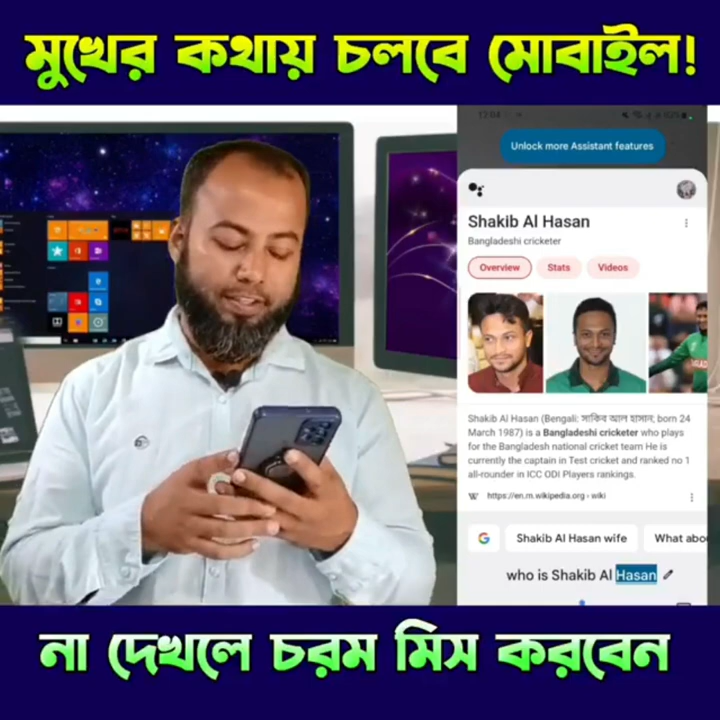 মুখের কথায় চলবে মোবাইল!
12:04
Unlock more Assistant features
Shakib Al Hasan
Bangladeshi cricketer
Overview
Stats
Videos
Shakib Al Hasan (Bengali: সাকিব আল হাসান; born 24
March 1987) is a Bangladeshi cricketer who plays
for the Bangladesh national cricket team He is
currently the captain in Test cricket and ranked no 1
all-rounder in ICC ODI Players rankings.
W https://en.m.wikipedia.org › wiki
G
Shakib Al Hasan wife
What abo
who is Shakib Al Hasan
না দেখলে চরম মিস করবেন